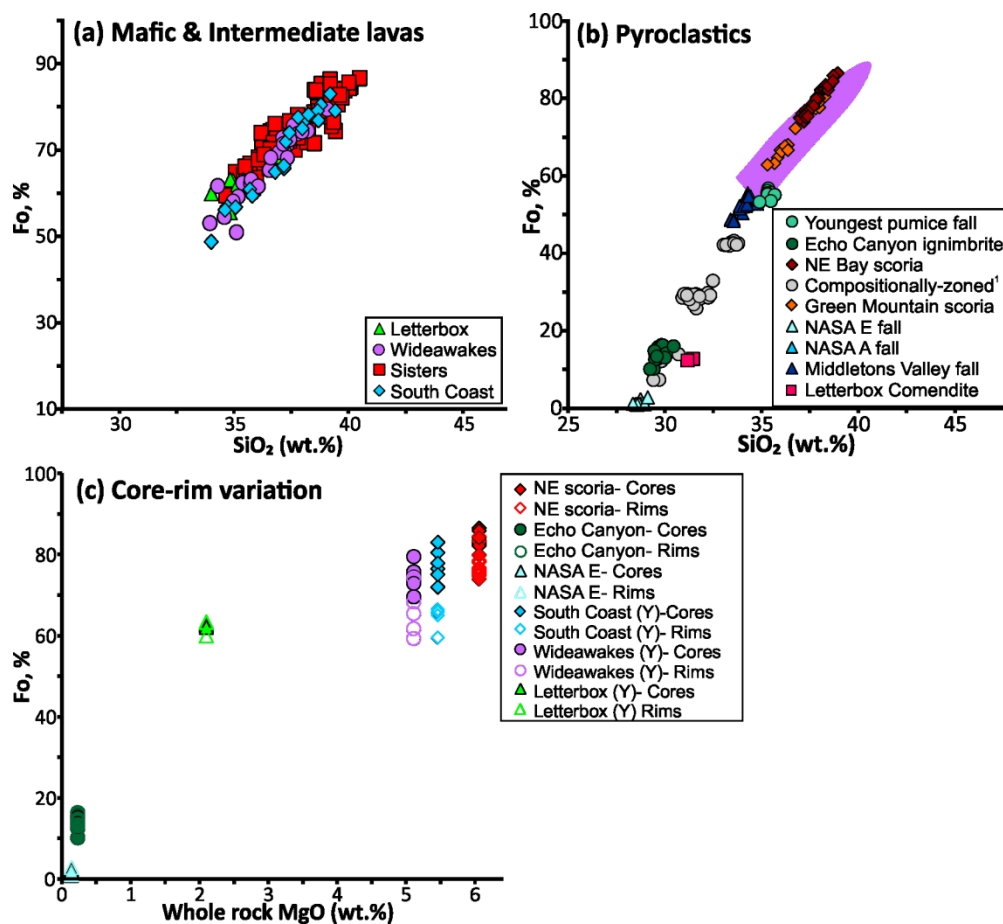 (a) Mafic & Intermediate lavas
Fo, %
90
70
50
30
10
30
35
40
45
SiO₂ (wt.%)
Letterbox
Wideawakes
Sisters
South Coast
(b) Pyroclastics
Fo, %
100
80
60
40
20
0
25
30
35
40
45
SiO₂ (wt.%)
Youngest pumice fall
Echo Canyon ignimbrite
NE Bay scoria
Compositionally-zoned¹
Green Mountain scoria
NASA E fall
NASA A fall
Middletons Valley fall
Letterbox Comendite
(c) Core-rim variation
Fo, %
100
80
60
40
20
0
0
1
2
3
4
5
6
Whole rock MgO (wt.%)
NE scoria- Cores
NE scoria- Rims
Echo Canyon- Cores
Echo Canyon- Rims
NASA E- Cores
NASA E- Rims
South Coast (Y)-Cores
South Coast (Y)- Rims
Wideawakes (Y)- Cores
Wideawakes (Y)- Rims
Letterbox (Y)- Cores
Letterbox (Y) Rims